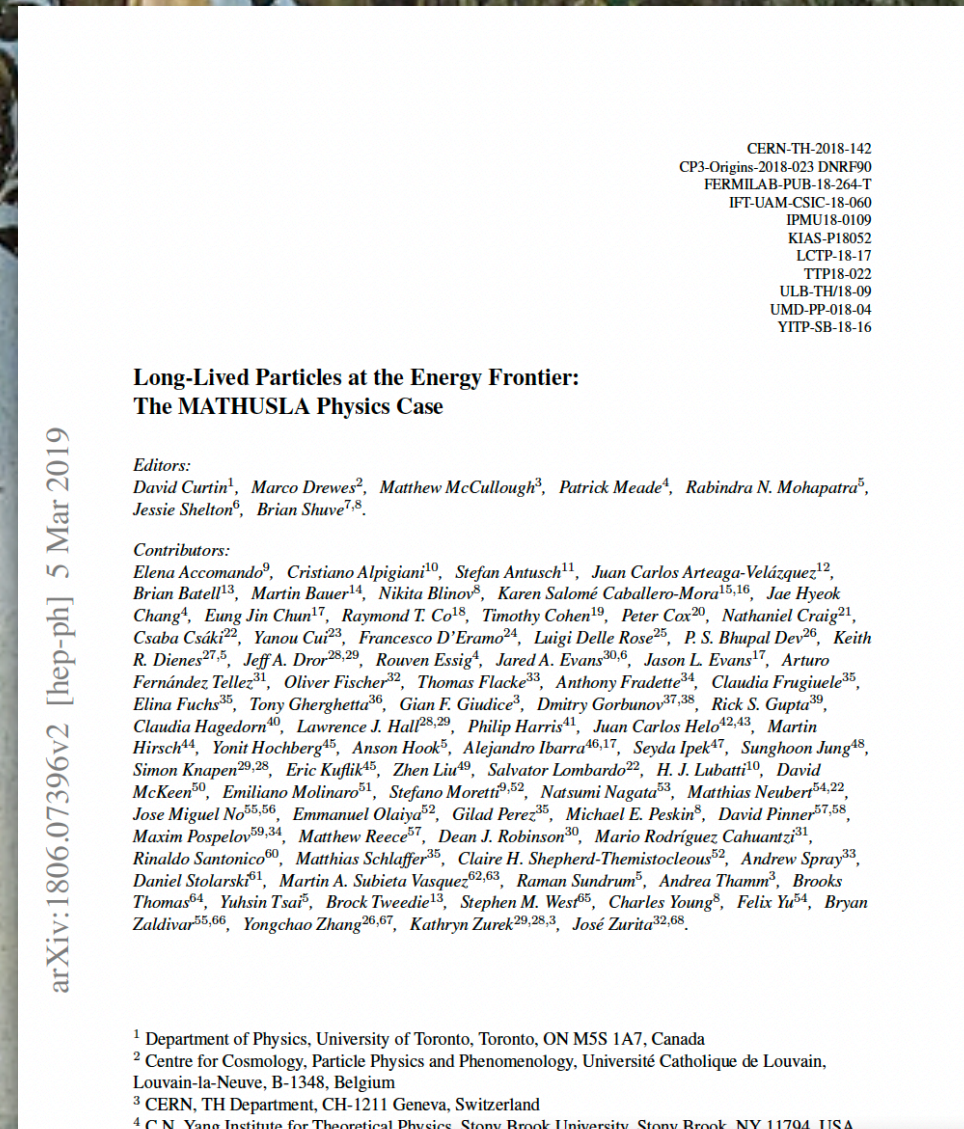 CERN-TH-2018-142
CP3-Origins-2018-023 DNRF90
FERMILAB-PUB-18-264-T
IFT-UAM-CSIC-18-060
IPMU18-0109
KIAS-P18052
LCTP-18-17
TTP18-022
ULB-TH/18-09
UMD-PP-018-04
YITP-SB-18-16
Long-Lived Particles at the Energy Frontier:
The MATHUSLA Physics Case
arXiv:1806.07396v2 [hep-ph] 5 Mar 2019
Editors:
David Curtin1, Marco Drewes2, Matthew McCullough3, Patrick Meade4, Rabindra N. Mohapatra5,
Jessie Shelton6, Brian Shuve7,8.
Contributors:
Elena Accomando9, Cristiano Alpigiani10, Stefan Antusch11, Juan Carlos Arteaga-Velázquez12,
Brian Batell13, Martin Bauer14, Nikita Blinov8, Karen Salomé Caballero-Mora15,16, Jae Hyeok
Chang4, Eung Jin Chun17, Raymond T. Co18, Timothy Cohen19, Peter Cox20, Nathaniel Craig21,
Csaba Csáki22, Yanou Cui23, Francesco D'Eramo24, Luigi Delle Rose25, P. S. Bhupal Dev26, Keith
R. Dienes27,5, Jeff A. Dror28,29, Rouven Essig4, Jared A. Evans30,6, Jason L. Evans17, Arturo
Fernández Tellez31, Oliver Fischer32, Thomas Flacke33, Anthony Fradette34, Claudia Frugiuele35,
Elina Fuchs35, Tony Gherghetta36, Gian F. Giudice3, Dmitry Gorbunov37,38, Rick S. Gupta39,
Claudia Hagedorn40, Lawrence J. Hall28,29, Philip Harris41, Juan Carlos Helo42,43, Martin
Hirsch44, Yonit Hochberg45, Anson Hook5, Alejandro Ibarra46,17, Seyda Ipek47, Sunghoon Jung48,
Simon Knapen29,28, Eric Kuflik45, Zhen Liu49, Salvator Lombardo22, H. J. Lubatti10, David
McKeen50, Emiliano Molinaro51, Stefano Moretti9,52, Natsumi Nagata53, Matthias Neubert54,22,
Jose Miguel No55,56, Emmanuel Olaiya52, Gilad Perez35, Michael E. Peskin8, David Pinner57,58,
Maxim Pospelov59,34, Matthew Reece57, Dean J. Robinson30, Mario Rodríguez Cahuantzi31,
Rinaldo Santonico60, Matthias Schlaffer35, Claire H. Shepherd-Themistocleous52, Andrew Spray33,
Daniel Stolarski61, Martin A. Subieta Vasquez62,63, Raman Sundrum5, Andrea Thamm3, Brooks
Thomas64, Yuhsin Tsai5, Brock Tweedie13, Stephen M. West65, Charles Young8, Felix Yu54, Bryan
Zaldivar55,66, Yongchao Zhang26,67, Kathryn Zurek29,28,3, José Zurita32,68.
1 Department of Physics, University of Toronto, Toronto, ON M5S 1A7, Canada
2 Centre for Cosmology, Particle Physics and Phenomenology, Université Catholique de Louvain,
Louvain-la-Neuve, B-1348, Belgium
3 CERN, TH Department, CH-1211 Geneva, Switzerland
4 C.N. Yang Institute for Theoretical Physics, Stony Brook University, Stony Brook, NY 11794, USA